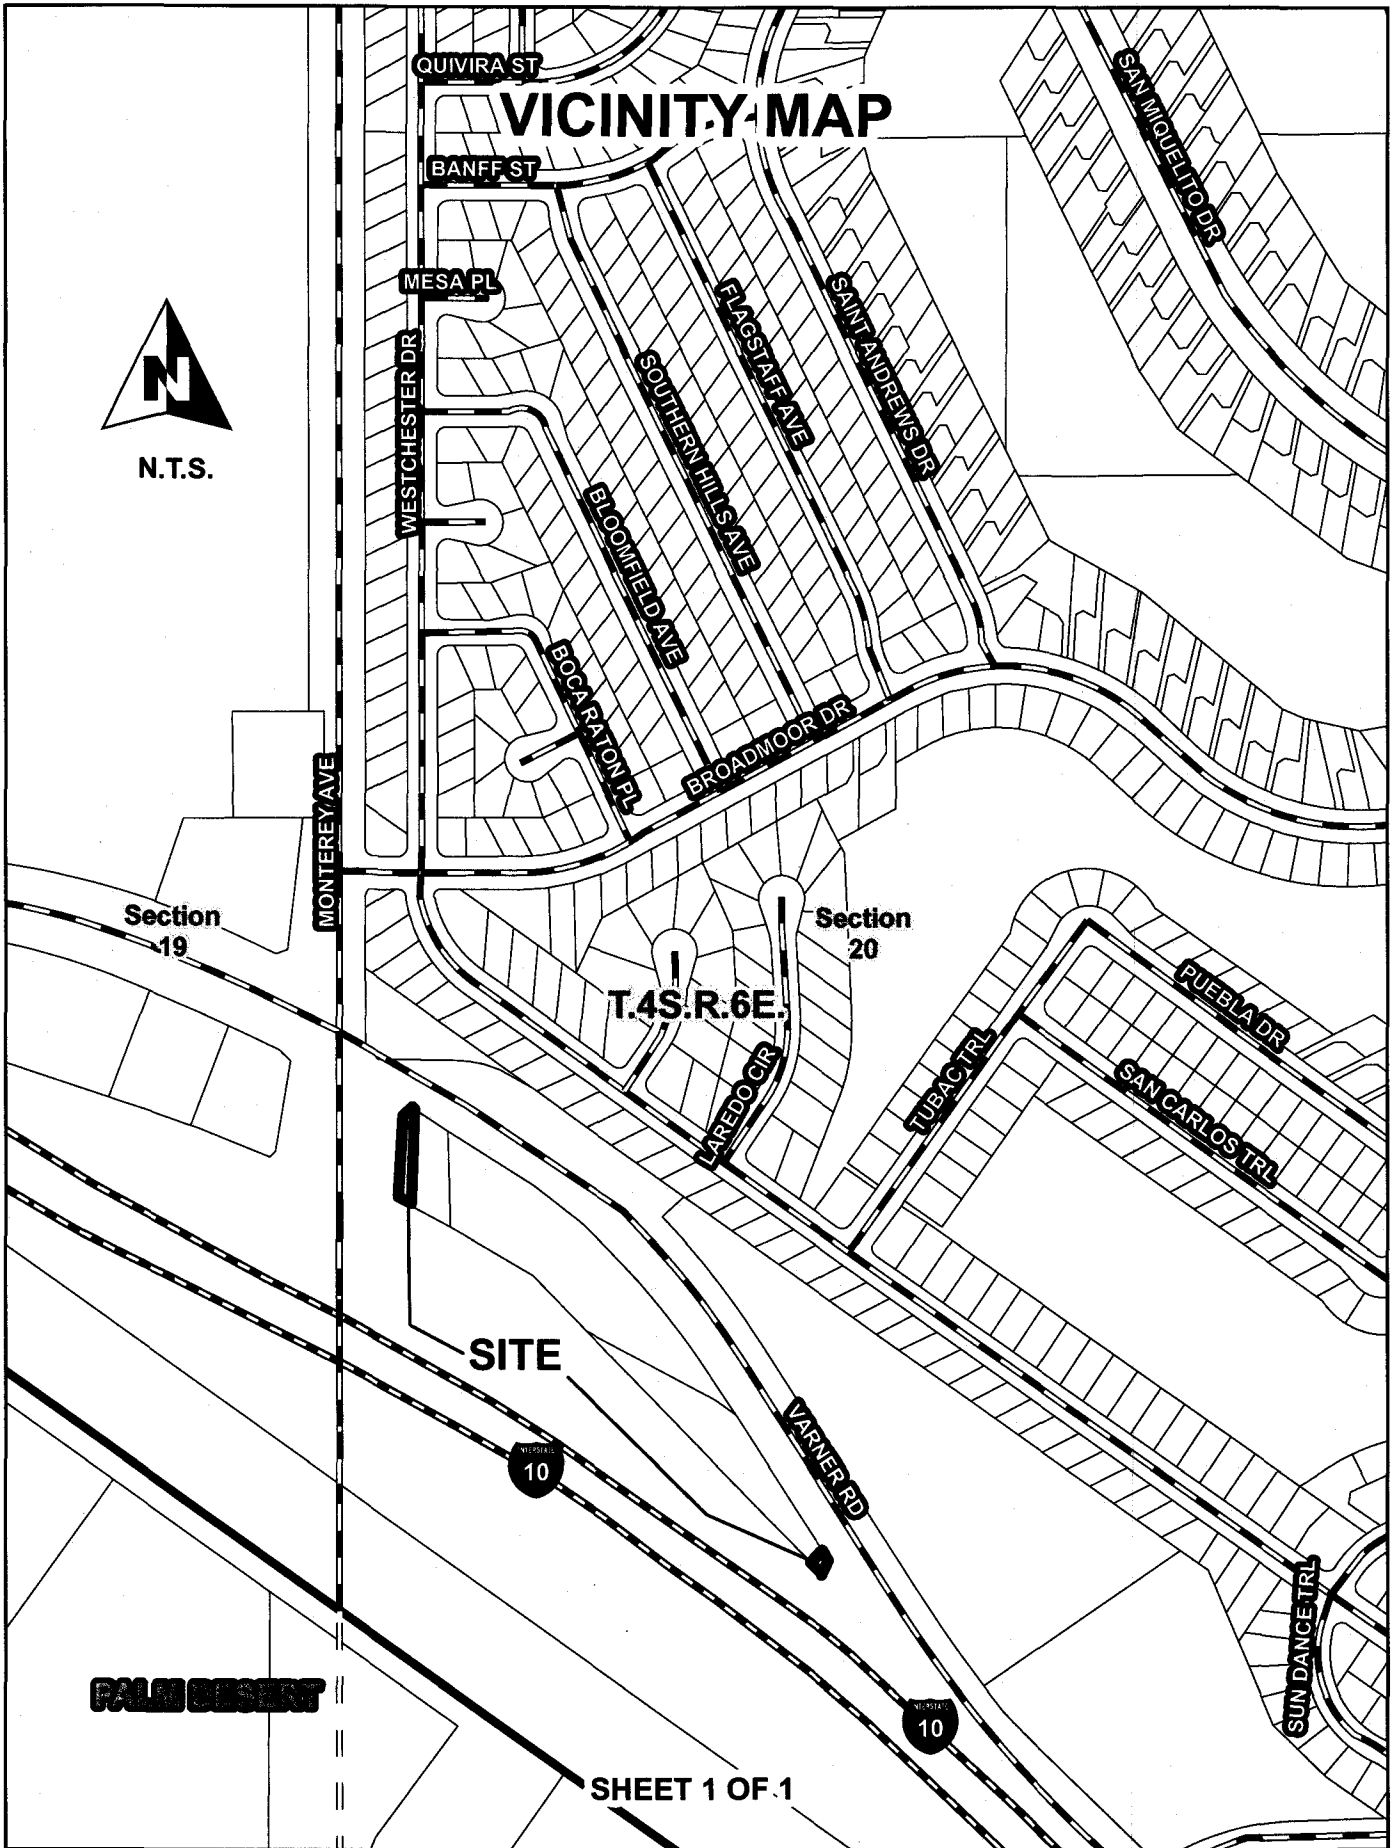 QUIVIRA ST
VICINITY MAP
SAN MIQUELITO DR
BANFF ST
MESA PL
WESTCHESTER DR
N
N.T.S.
SOUTHERN HILLS AVE
FLAGSTAFF AVE
SAINT ANDREWS DR
BLOOMFIELD AVE
BOCA RATON PL
BROADMOOR DR
MONTEREY AVE
Section
19
Section
20
T.4S.R.6E.
LAREDO CIR
TUBAC TRL
PUEBLA DR
SAN CARLOS TRL
SITE
INTERSTATE
10
VARNER RD
SUN DANCE TRL
PALM DESERT
INTERSTATE
10
SHEET 1 OF 1